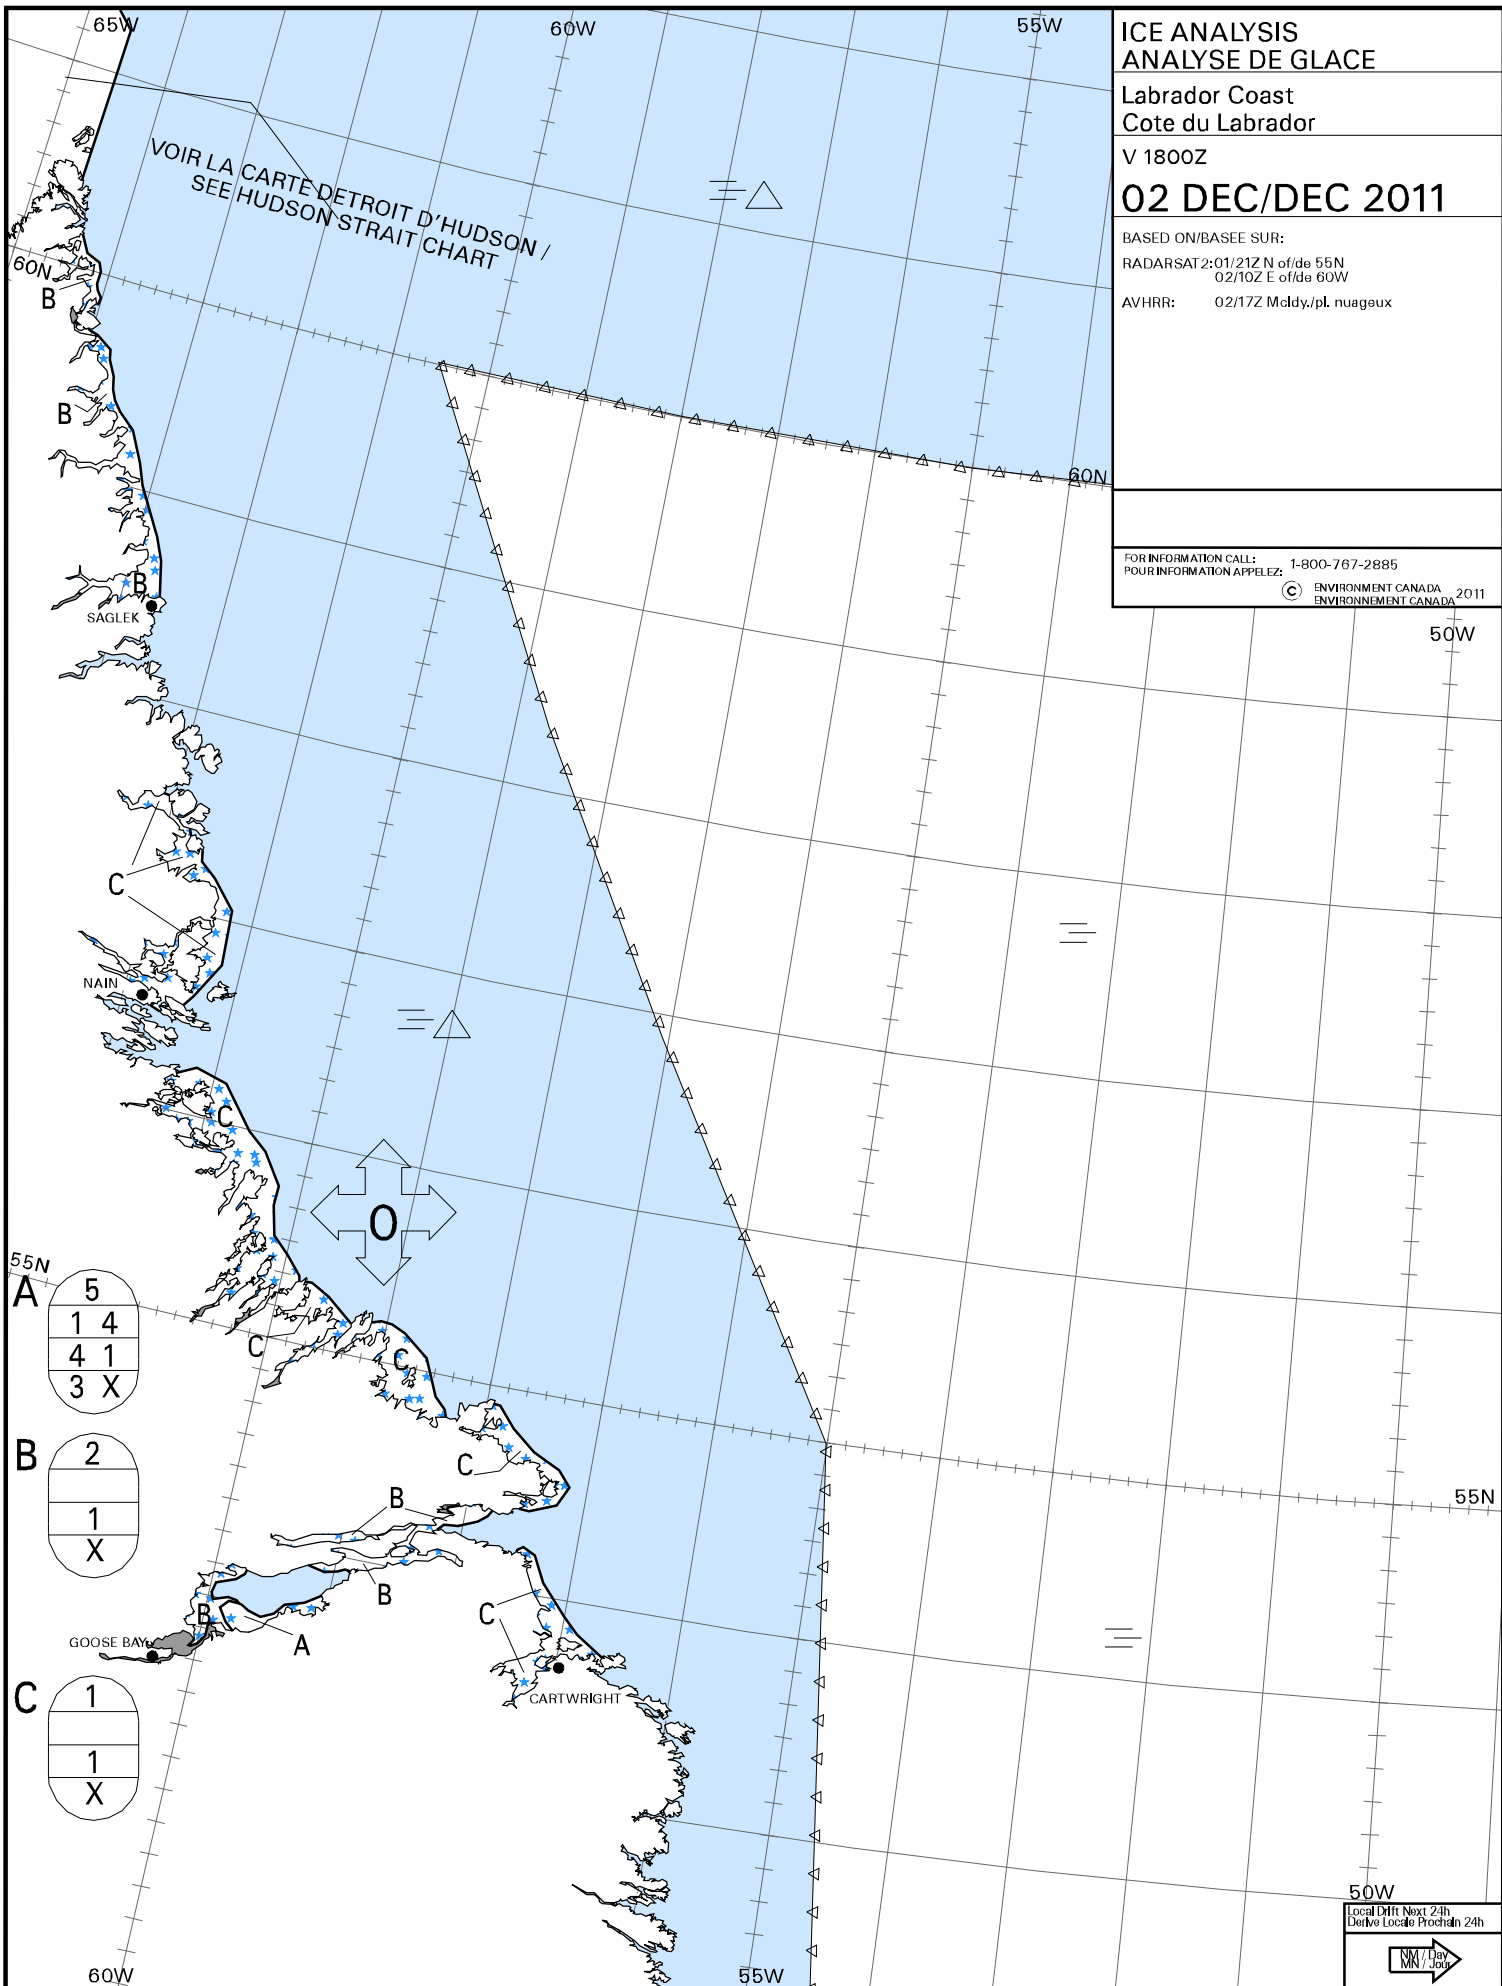 65W
60W
55W
ICE ANALYSIS
ANALYSE DE GLACE
Labrador Coast
Cote du Labrador
V 1800Z
02 DEC/DEC 2011
BASED ON/BASEE SUR:
RADARSAT2: 01/21Z N of/de 55N
02/10Z E of/de 60W
AVHRR: 02/17Z Mcldy./pl. nuageux
FOR INFORMATION CALL: 1-800-767-2885
POUR INFORMATION APPELEZ:
© ENVIRONMENT CANADA 2011
ENVIRONNEMENT CANADA
VOIR LA CARTE DETROIT D'HUDSON /
SEE HUDSON STRAIT CHART
60N
B
B
60N
B
SAGLEK
50W
C
NAIN
C
O
55N
A
5
1 4
4 1
3 X
C
C
B
2
1
X
C
B
55N
B
B
C
A
GOOSE BAY
C
1
1
X
CARTWRIGHT
50W
60W
55W
Local Drift Next 24h
Derive Locale Prochain 24h
NM / Day
MN / Jour